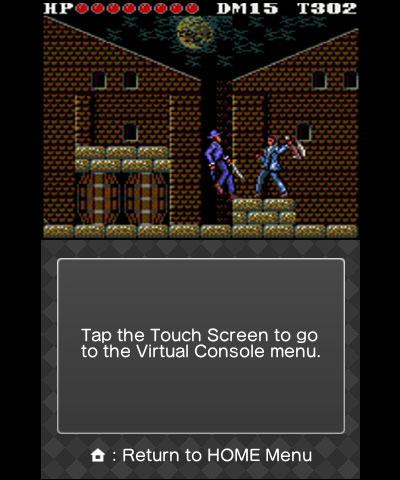 HP DM15 T302
Tap the Touch Screen to go
to the Virtual Console menu.
: Return to HOME Menu